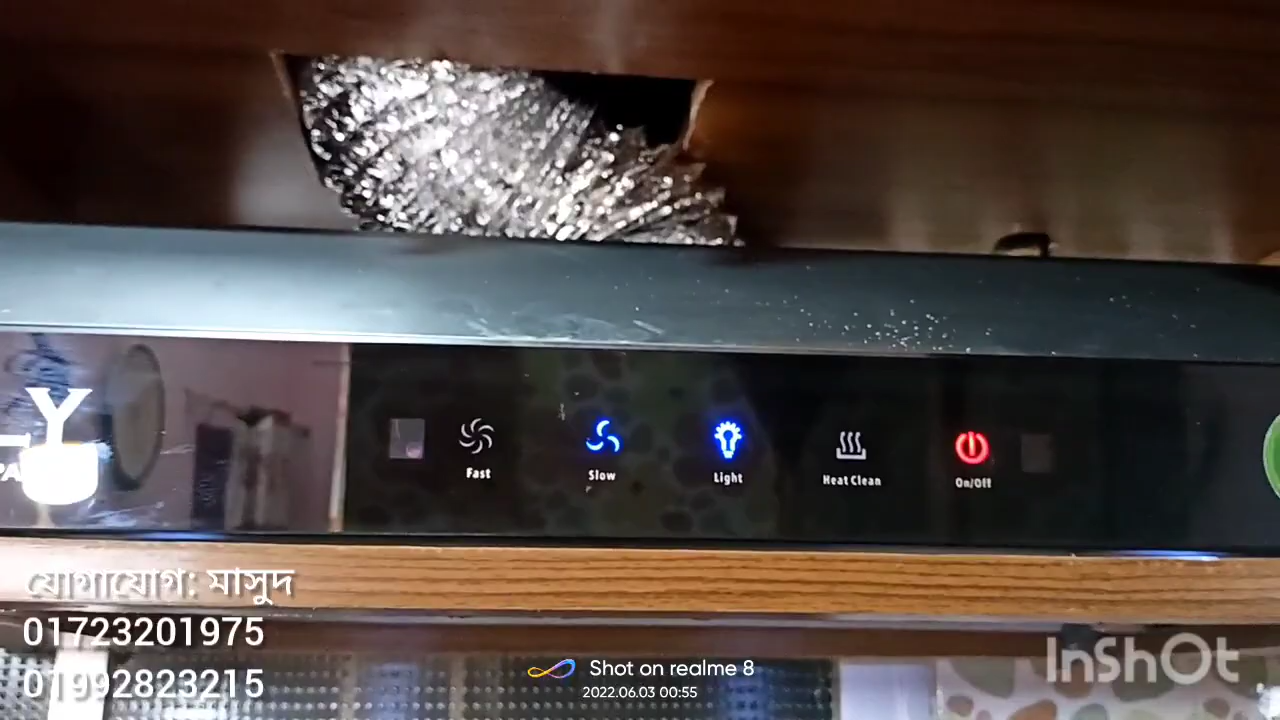 Y
PA
Fast
Slow
Light
Heat Clean
On/Off
যোগাযোগ: মাসুদ
01723201975
01992823215
Shot on realme 8
2022.06.03 00:55
InShOt